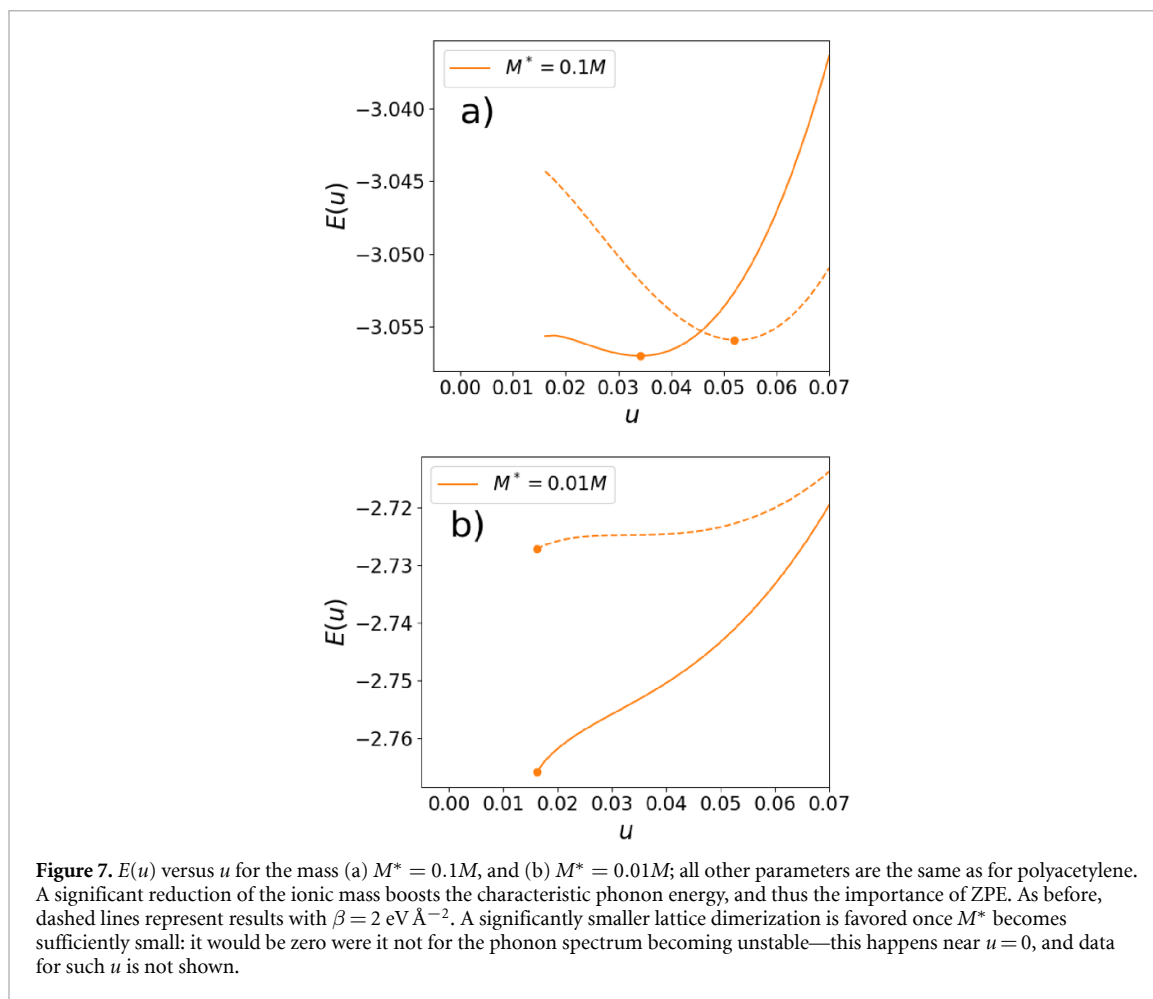 M* = 0.1M
a)
−3.040
−3.045
−3.050
−3.055
E(u)
0.00 0.01 0.02 0.03 0.04 0.05 0.06 0.07
u
M* = 0.01M
b)
−2.72
−2.73
−2.74
−2.75
−2.76
E(u)
0.00 0.01 0.02 0.03 0.04 0.05 0.06 0.07
u
Figure 7. E(u) versus u for the mass (a) M* = 0.1M, and (b) M* = 0.01M; all other parameters are the same as for polyacetylene.
A significant reduction of the ionic mass boosts the characteristic phonon energy, and thus the importance of ZPE. As before,
dashed lines represent results with β = 2 eV Å⁻². A significantly smaller lattice dimerization is favored once M* becomes
sufficiently small: it would be zero were it not for the phonon spectrum becoming unstable—this happens near u = 0, and data
for such u is not shown.